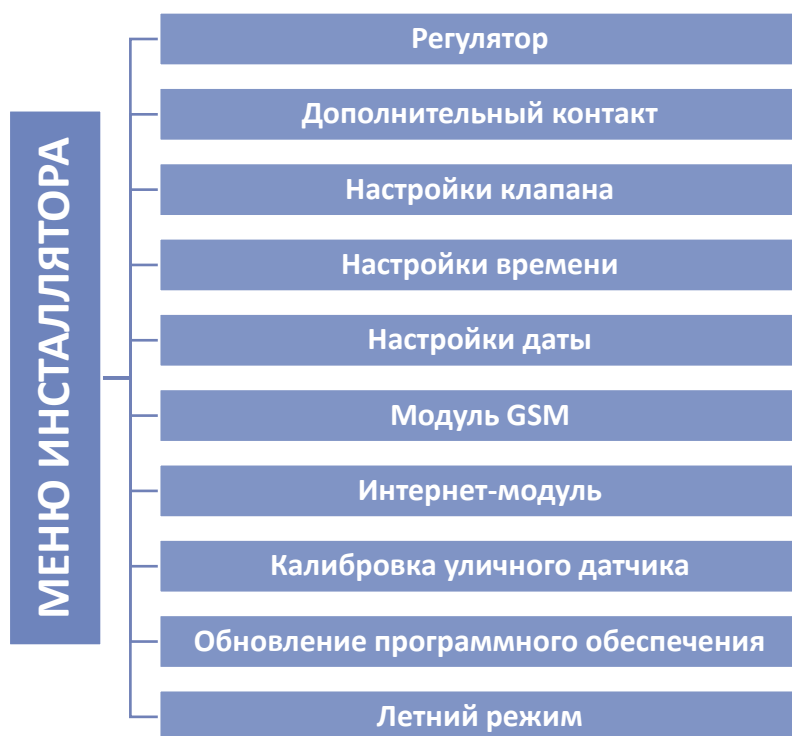 МЕНЮ ИНСТАЛЛЯТОРА
Регулятор
Дополнительный контакт
Настройки клапана
Настройки времени
Настройки даты
Модуль GSM
Интернет-модуль
Калибровка уличного датчика
Обновление программного обеспечения
Летний режим